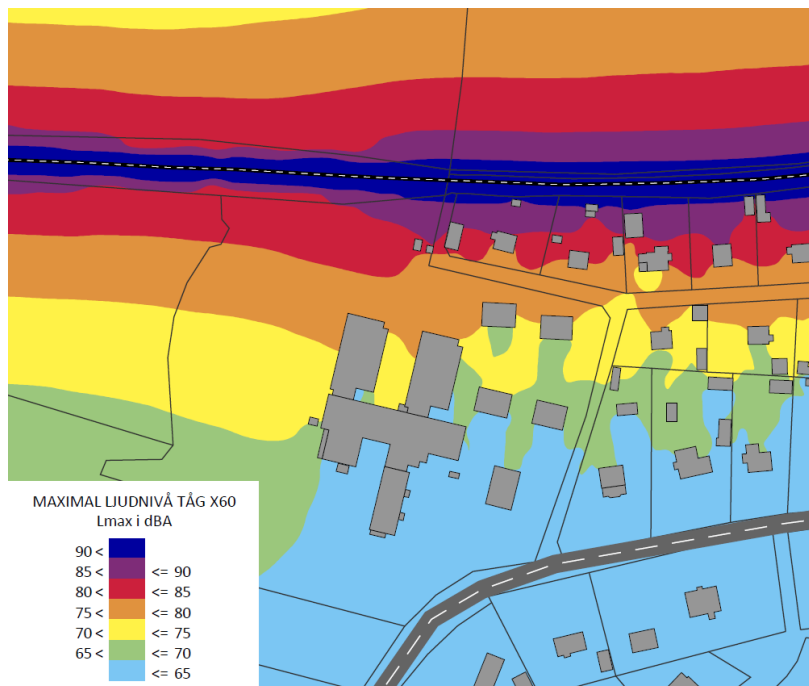 MAXIMAL LJUDNIVÅ TÅG X60
Lmax i dBA
90 <
85 < <= 90
80 < <= 85
75 < <= 80
70 < <= 75
65 < <= 70
<= 65